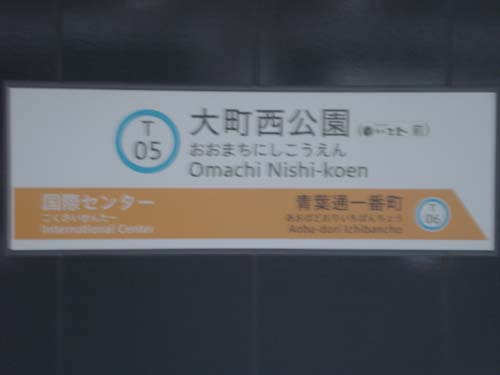 T
05
大町西公園
おおまちにしこうえん
Omachi Nishi-koen
国際センター
こくさいせんたー
International Center
青葉通一番町
あおばどおりいちばんちょう
Aoba-dori Ichibancho
T
06